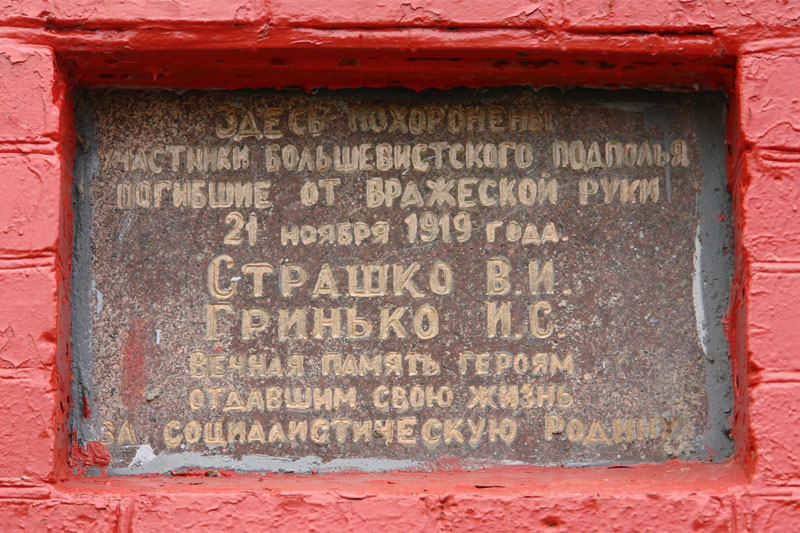 Здесь похоронены
участники большевистского подполья
погибшие от вражеской руки
21 ноября 1919 года.
Страшко В.И.
Гринько И.С.
Вечная память героям
отдавшим свою жизнь
за социалистическую Родину